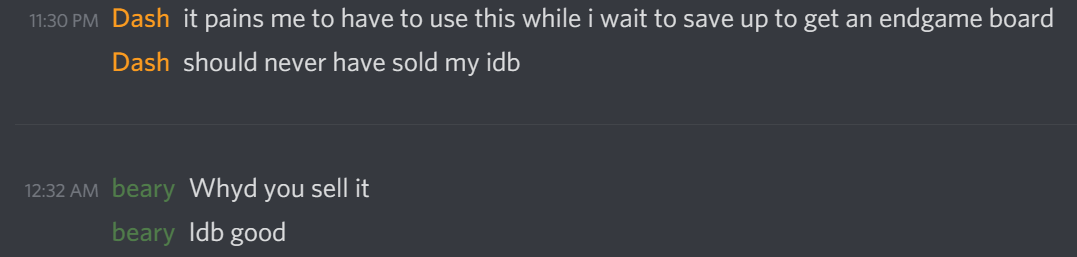 11:30 PM Dash it pains me to have to use this while i wait to save up to get an endgame board
Dash should never have sold my idb
12:32 AM beary Whyd you sell it
beary Idb good